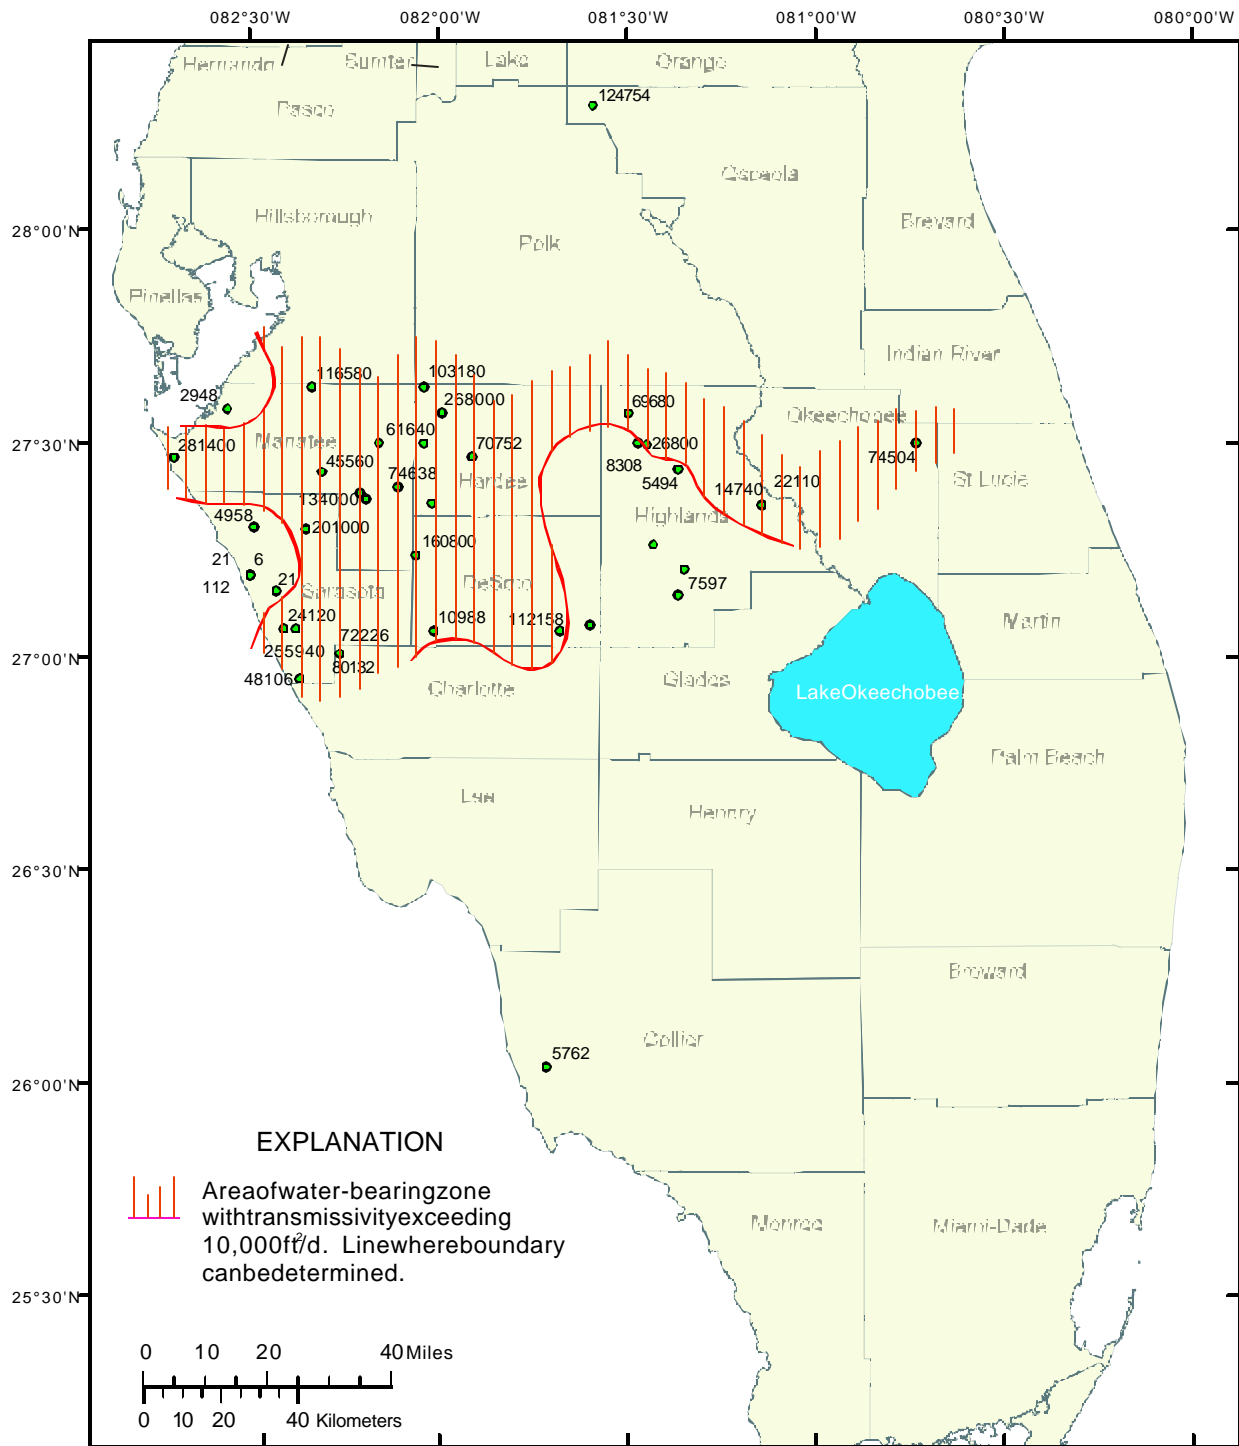 082°30'W 082°00'W 081°30'W 081°00'W 080°30'W 080°00'W
Hernando Sumter Lake Orange
124754
Pasco
Osceola
Hillsborough
Brevard
28°00'N
Polk
Pinellas
Indian River
116580 103180
2948 268000 69680
Okeechobee
Manatee 61640
27°30'N
281400 70752 26800
45560 74638 8308 74504
Hardee 5494 22110 St Lucie
134000 14740
4958 201000 Highlands
21 6 160800
112 21 7597
Sarasota DeSoto
24120 10988 112158 Martin
72226
255940
27°00'N
80132
48106 Charlotte Glades
LakeOkeechobee
Palm Beach
Lee
Henrry
26°30'N
Broward
Collier
5762
26°00'N
EXPLANATION
Areaofwater-bearingzone
withtransmissivityexceeding
10,000ft²/d. Linewhereboundary
canbedetermined.
Monroe Miami-Dade
25°30'N
0 10 20 40 Miles
0 10 20 40 Kilometers